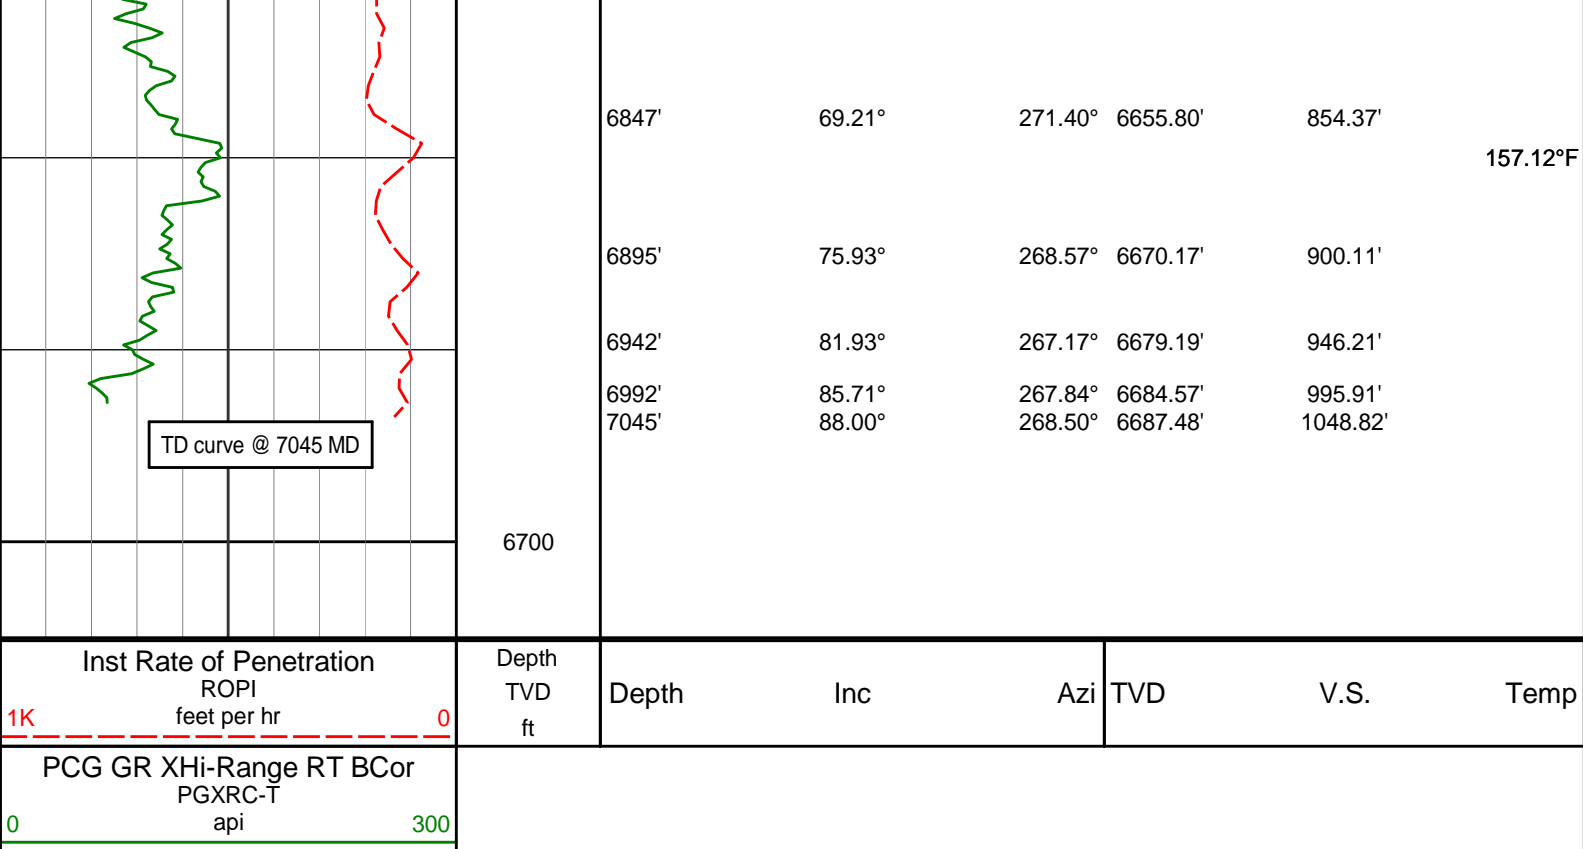 6847' 69.21° 271.40° 6655.80' 854.37'
157.12°F
6895' 75.93° 268.57° 6670.17' 900.11'
6942' 81.93° 267.17° 6679.19' 946.21'
6992' 85.71° 267.84° 6684.57' 995.91'
7045' 88.00° 268.50° 6687.48' 1048.82'
TD curve @ 7045 MD
6700
Inst Rate of Penetration
ROPI
feet per hr
1K 0
Depth
TVD
ft
Depth Inc Azi TVD V.S. Temp
PCG GR XHi-Range RT BCor
PGXRC-T
api
0 300